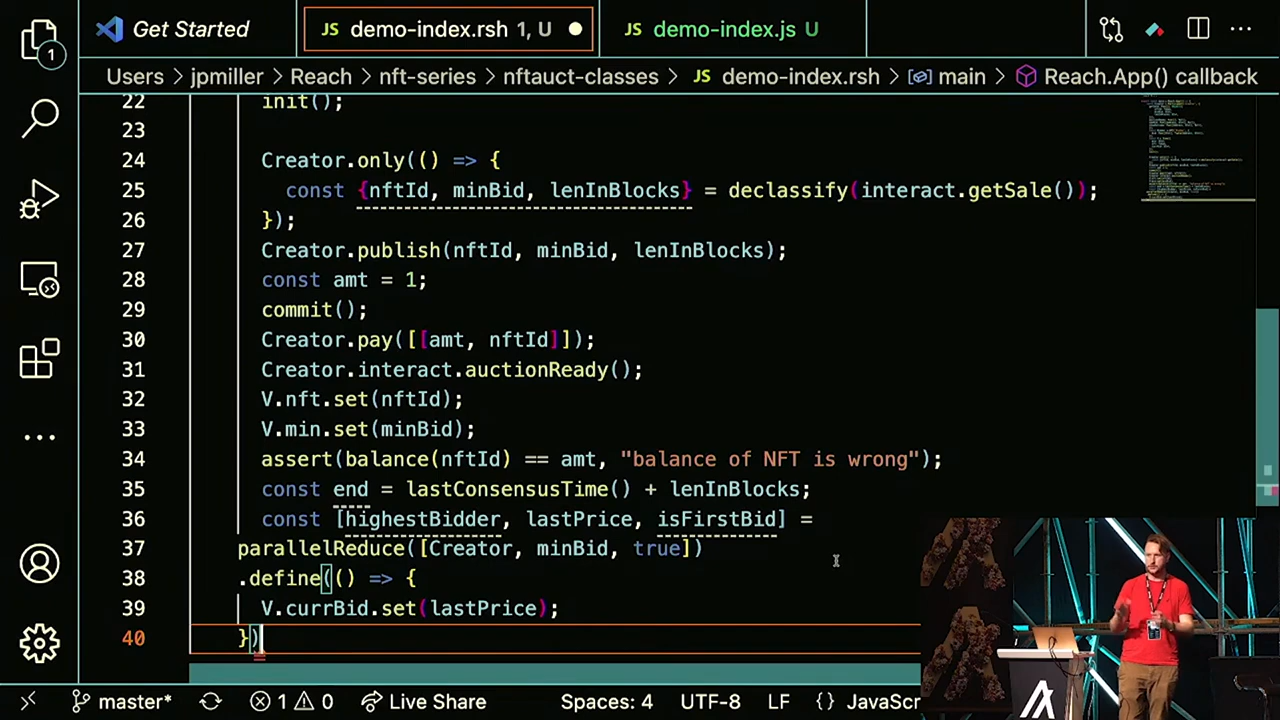 Get Started
JS demo-index.rsh 1, U
JS demo-index.js U
Users > jpmiller > Reach > nft-series > nftauct-classes > JS demo-index.rsh > main > Reach.App() callback
1
22 init();
23
24 Creator.only(() => {
25 const {nftId, minBid, lenInBlocks} = declassify(interact.getSale());
26 });
27 Creator.publish(nftId, minBid, lenInBlocks);
28 const amt = 1;
29 commit();
30 Creator.pay([[amt, nftId]]);
31 Creator.interact.auctionReady();
32 V.nft.set(nftId);
33 V.min.set(minBid);
34 assert(balance(nftId) == amt, "balance of NFT is wrong");
35 const end = lastConsensusTime() + lenInBlocks;
36 const [highestBidder, lastPrice, isFirstBid] =
37 parallelReduce([Creator, minBid, true])
38 .define(() => {
39 V.currBid.set(lastPrice);
40 })
master* 1 0 Live Share Spaces: 4 UTF-8 LF {} JavaSc